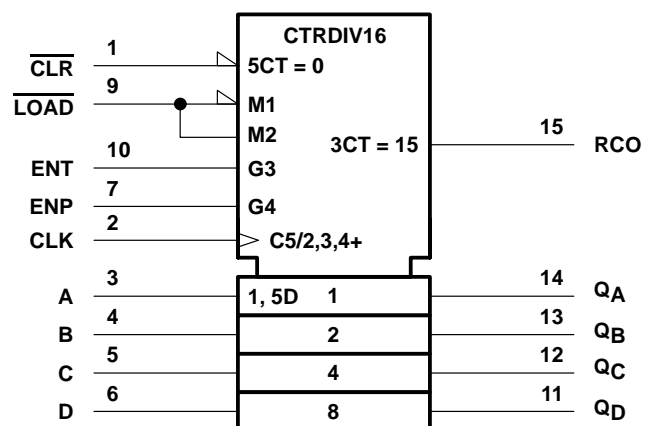 CTRDIV16
CLR 1 5CT = 0
LOAD 9 M1
M2
3CT = 15 15 RCO
ENT 10 G3
ENP 7 G4
CLK 2 C5/2,3,4+
A 3 1, 5D 1 14 QA
B 4 2 13 QB
C 5 4 12 QC
D 6 8 11 QD